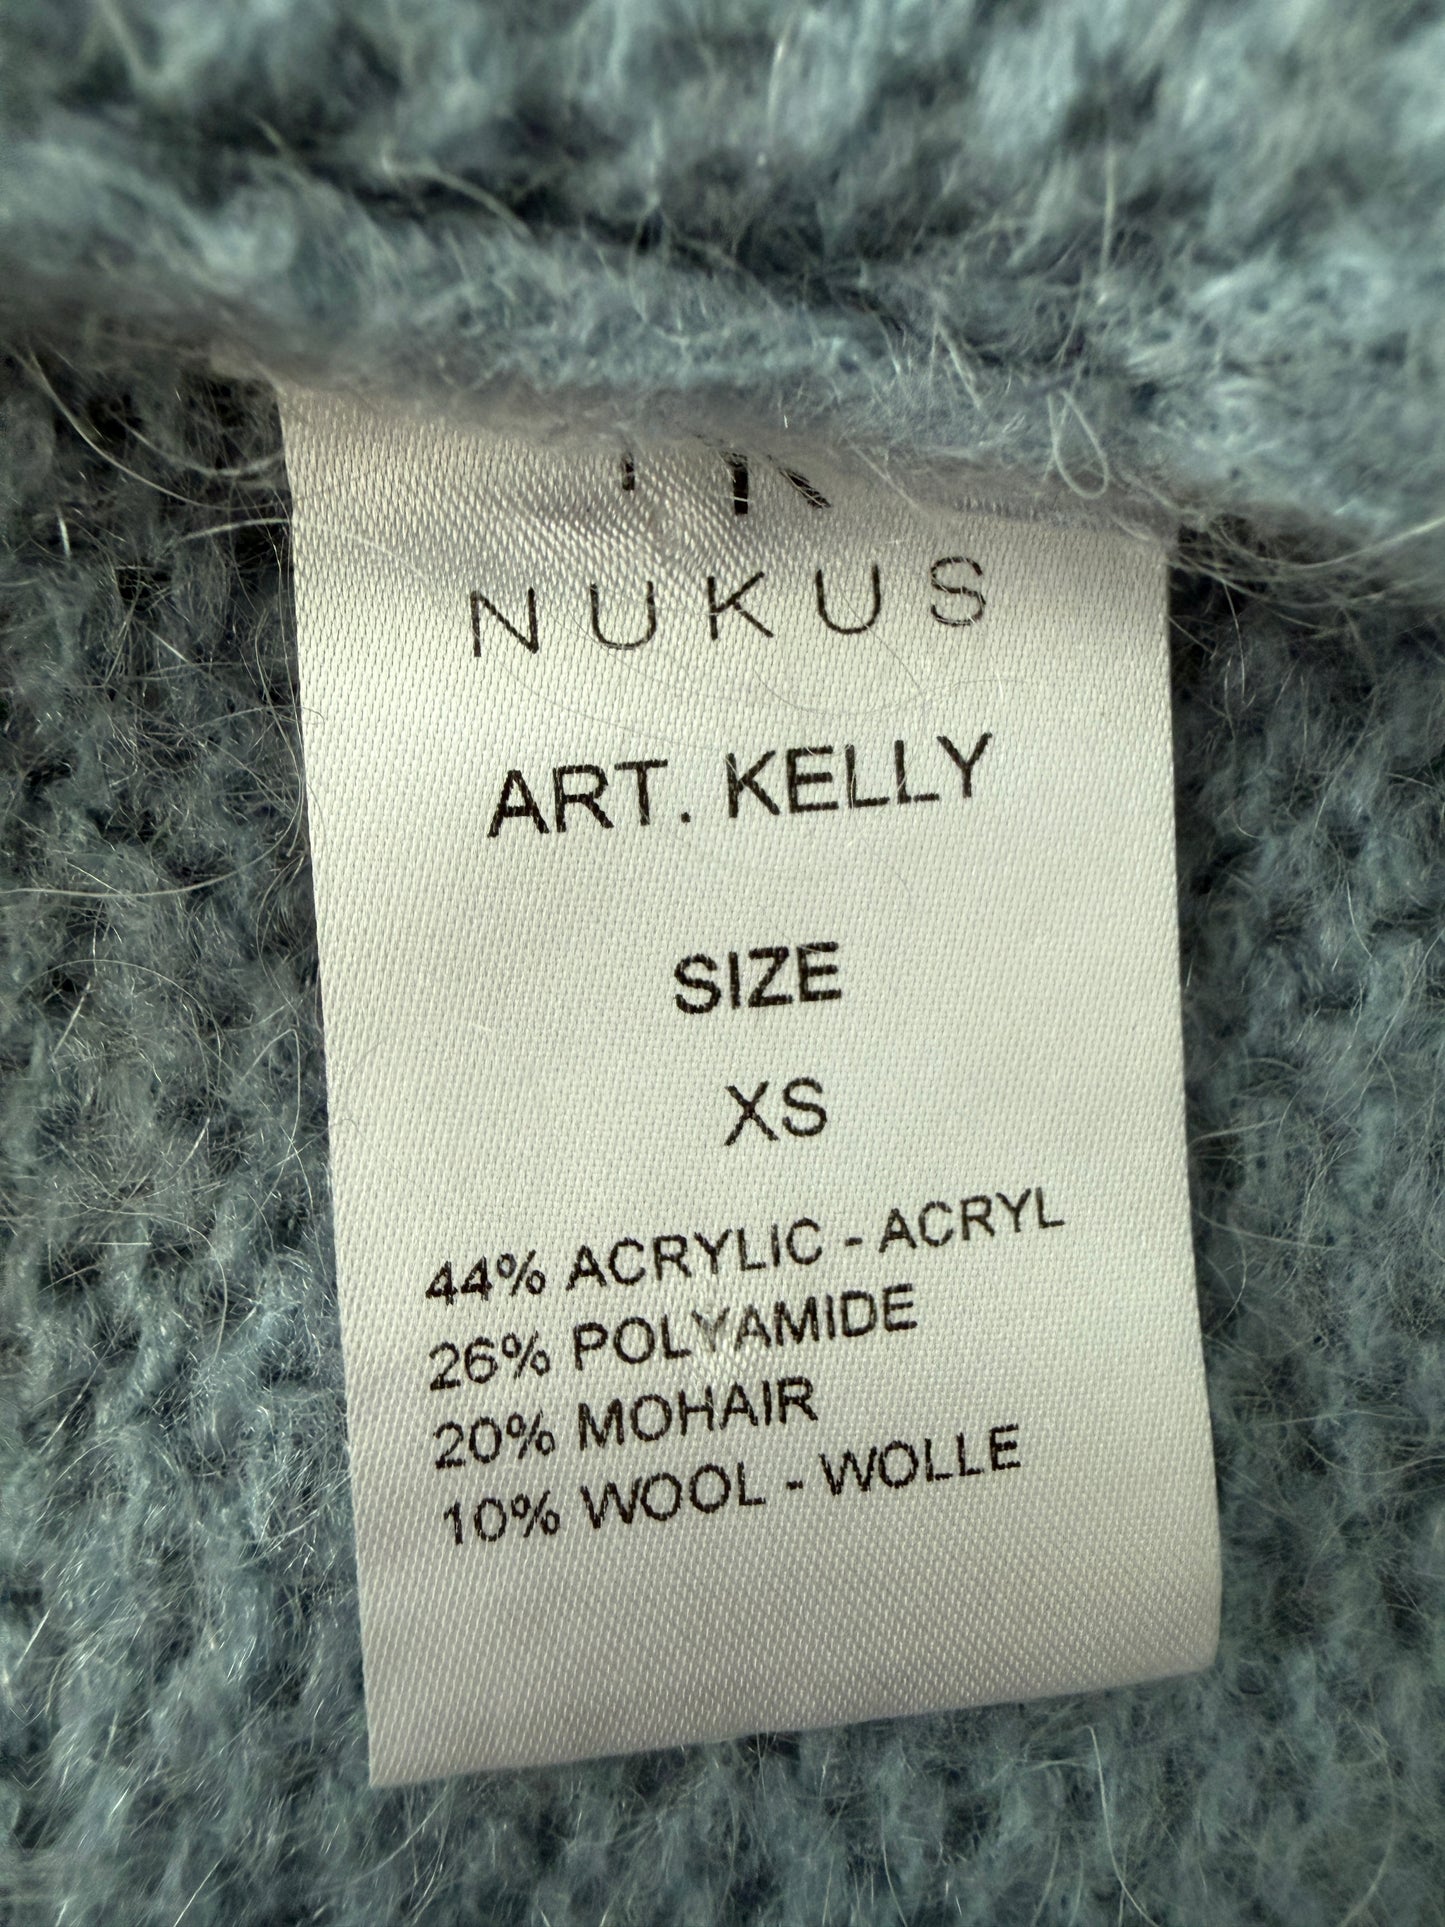 NUKUS
ART. KELLY
SIZE
XS
44% ACRYLIC - ACRYL
26% POLYAMIDE
20% MOHAIR
10% WOOL - WOLLE